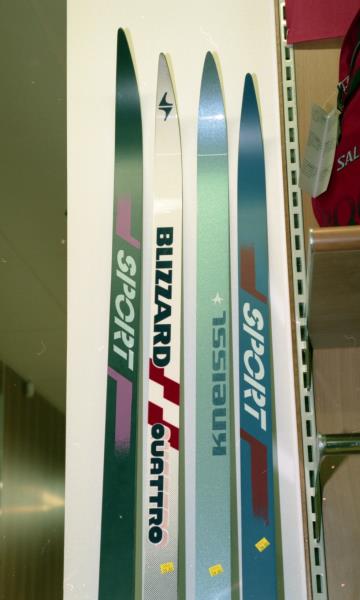 SPORT
BLIZZARD
QUATTRO
KNEISSL
SPORT
SAL